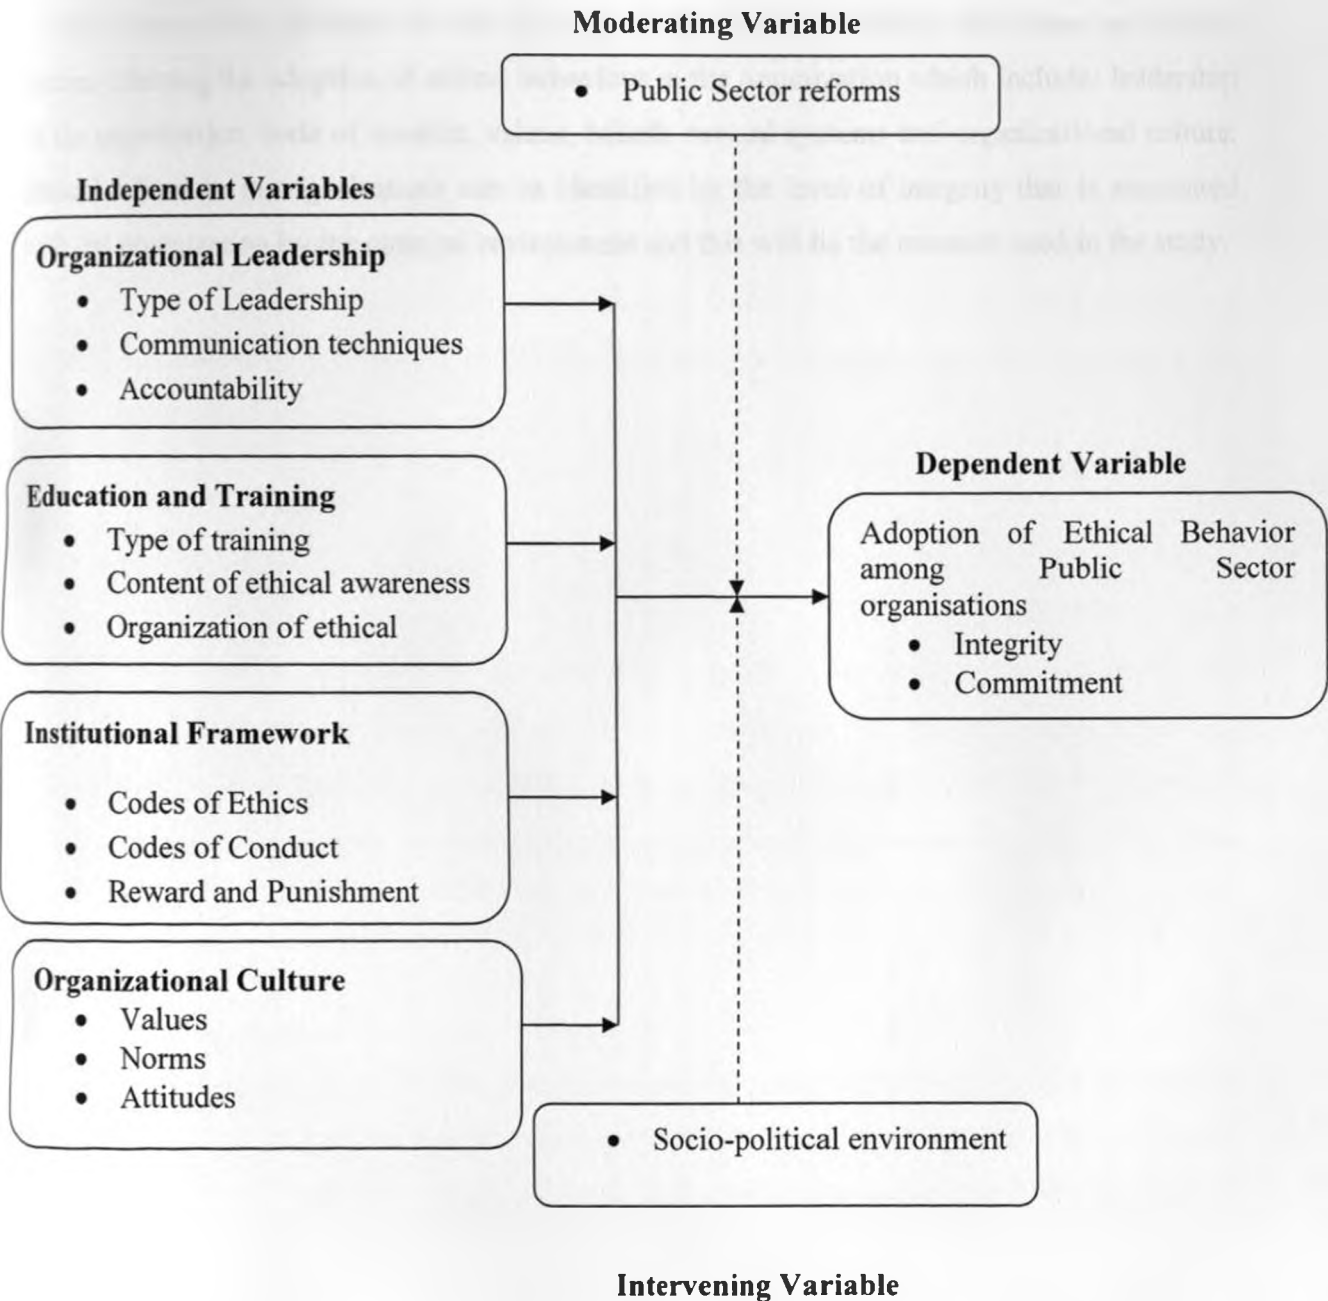 Moderating Variable
• Public Sector reforms
Independent Variables
Organizational Leadership
• Type of Leadership
• Communication techniques
• Accountability
Education and Training
• Type of training
• Content of ethical awareness
• Organization of ethical
Institutional Framework
• Codes of Ethics
• Codes of Conduct
• Reward and Punishment
Organizational Culture
• Values
• Norms
• Attitudes
Dependent Variable
Adoption of Ethical Behavior
among Public Sector
organisations
• Integrity
• Commitment
• Socio-political environment
Intervening Variable